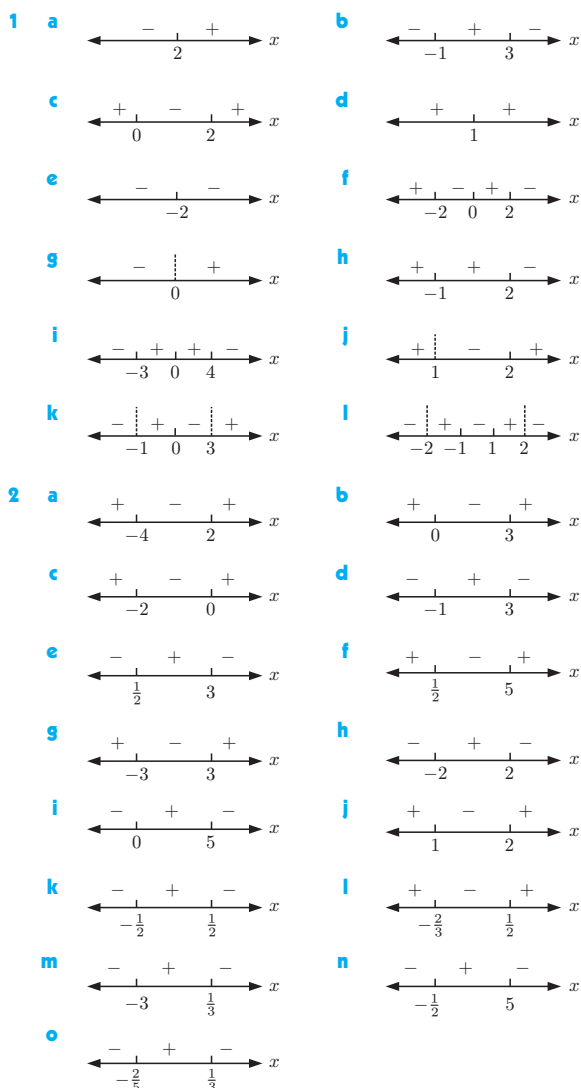 1 a − + 2 x b − + − −1 3 x
c + − + 0 2 x d + + 1 x
e − − −2 x f + − + − −2 0 2 x
g − + 0 x h + + − −1 2 x
i − + + − −3 0 4 x j + − + 1 2 x
k − + − + −1 0 3 x l − + − + − −2 −1 1 2 x
2 a + − + −4 2 x b + − + 0 3 x
c + − + −2 0 x d − + − −1 3 x
e − + − 1/2 3 x f + − + 1/2 5 x
g + − + −3 3 x h − + − −2 2 x
i − + − 0 5 x j + − + 1 2 x
k − + − −1/2 1/2 x l + − + −2/3 1/2 x
m − + − −3 1/3 x n − + − −1/2 5 x
o − + − −2/5 1/3 x